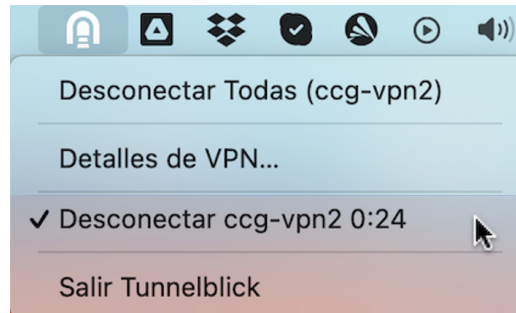 Desconectar Todas (ccg-vpn2)
Detalles de VPN...
✓ Desconectar ccg-vpn2 0:24
Salir Tunnelblick